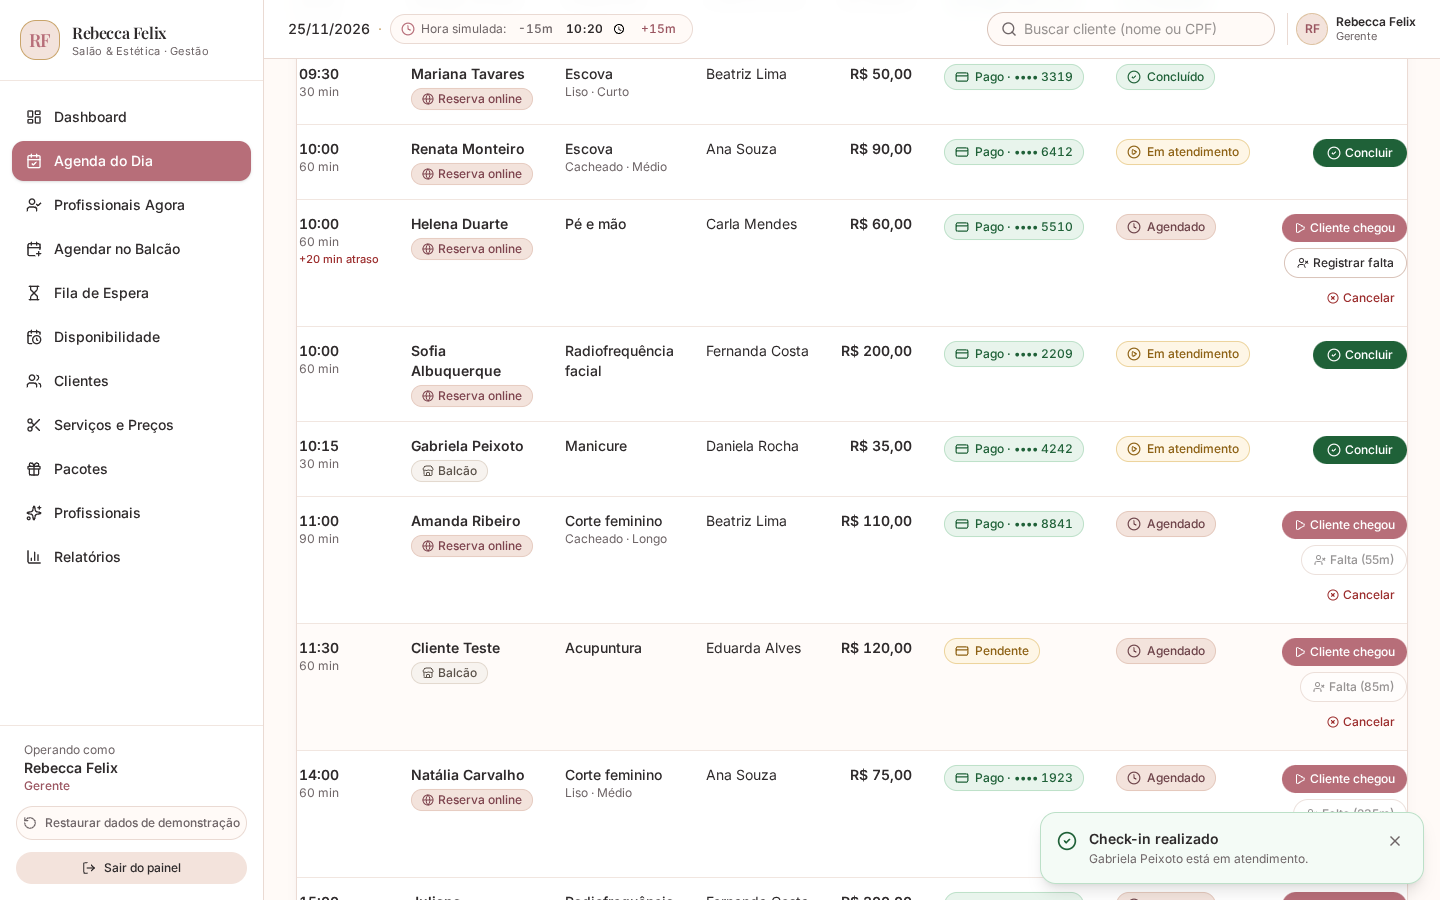 RF
Rebecca Felix
Salão & Estética · Gestão
Dashboard
Agenda do Dia
Profissionais Agora
Agendar no Balcão
Fila de Espera
Disponibilidade
Clientes
Serviços e Preços
Pacotes
Profissionais
Relatórios
Operando como
Rebecca Felix
Gerente
Restaurar dados de demonstração
Sair do painel
25/11/2026 · Hora simulada: -15m 10:20 +15m
Buscar cliente (nome ou CPF)
RF
Rebecca Felix
Gerente
09:30 Mariana Tavares Escova Beatriz Lima R$ 50,00 Pago · •••• 3319 Concluído
30 min Reserva online Liso · Curto
10:00 Renata Monteiro Escova Ana Souza R$ 90,00 Pago · •••• 6412 Em atendimento Concluir
60 min Reserva online Cacheado · Médio
10:00 Helena Duarte Pé e mão Carla Mendes R$ 60,00 Pago · •••• 5510 Agendado Cliente chegou
60 min Reserva online
+20 min atraso Registrar falta
Cancelar
10:00 Sofia Radiofrequência Fernanda Costa R$ 200,00 Pago · •••• 2209 Em atendimento Concluir
60 min Albuquerque facial
Reserva online
10:15 Gabriela Peixoto Manicure Daniela Rocha R$ 35,00 Pago · •••• 4242 Em atendimento Concluir
30 min Balcão
11:00 Amanda Ribeiro Corte feminino Beatriz Lima R$ 110,00 Pago · •••• 8841 Agendado Cliente chegou
90 min Reserva online Cacheado · Longo
Falta (55m)
Cancelar
11:30 Cliente Teste Acupuntura Eduarda Alves R$ 120,00 Pendente Agendado Cliente chegou
60 min Balcão
Falta (85m)
Cancelar
14:00 Natália Carvalho Corte feminino Ana Souza R$ 75,00 Pago · •••• 1923 Agendado Cliente chegou
60 min Reserva online Liso · Médio
Check-in realizado
Gabriela Peixoto está em atendimento.